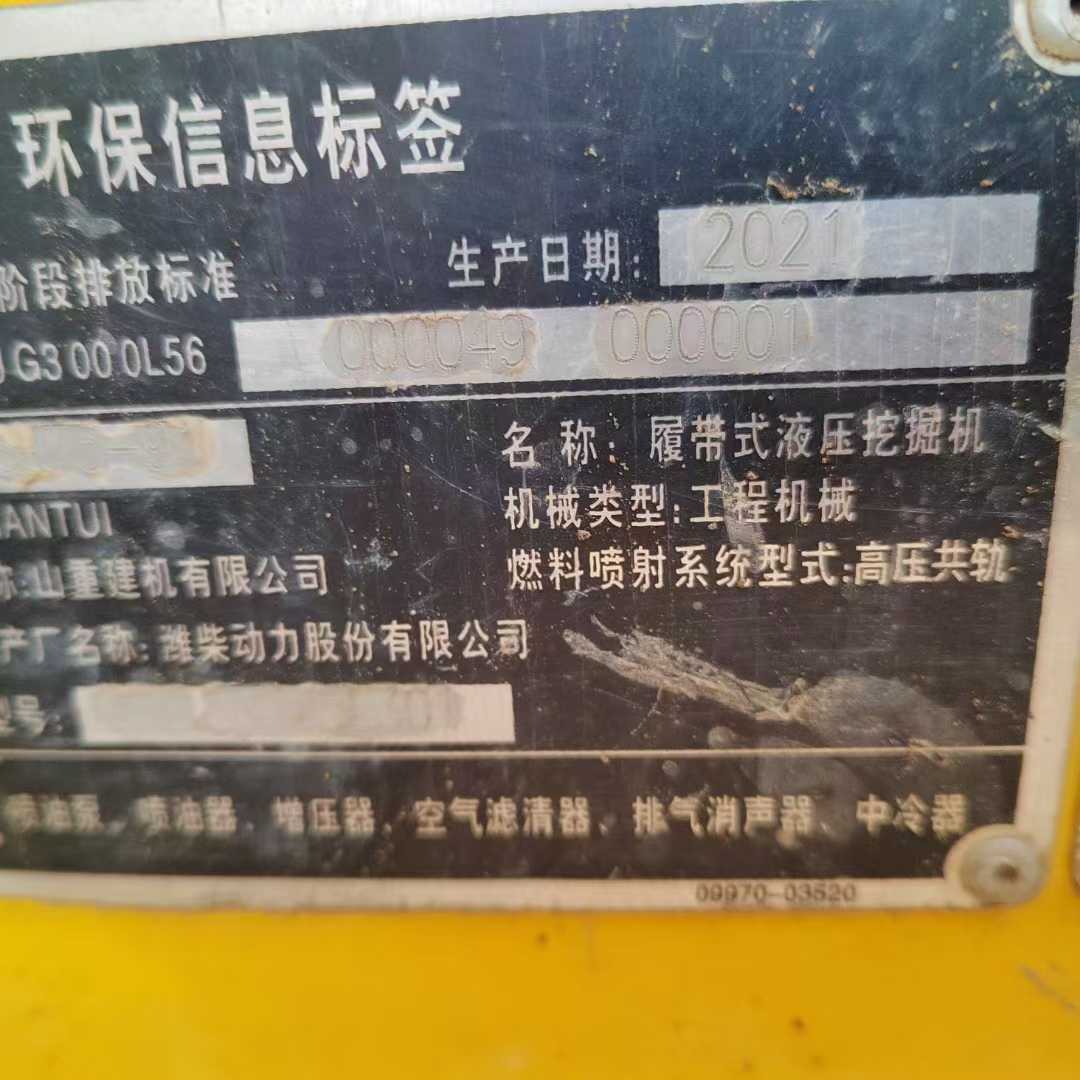 环保信息标签
阶段排放标准 生产日期: 2021
JG3000L56 000049 000001
名称: 履带式液压挖掘机
ANTUI 机械类型:工程机械
称:山重建机有限公司 燃料喷射系统型式:高压共轨
产厂名称: 潍柴动力股份有限公司
型号:
喷油泵、喷油器、增压器、空气滤清器、排气消声器、中冷器
09970-03520